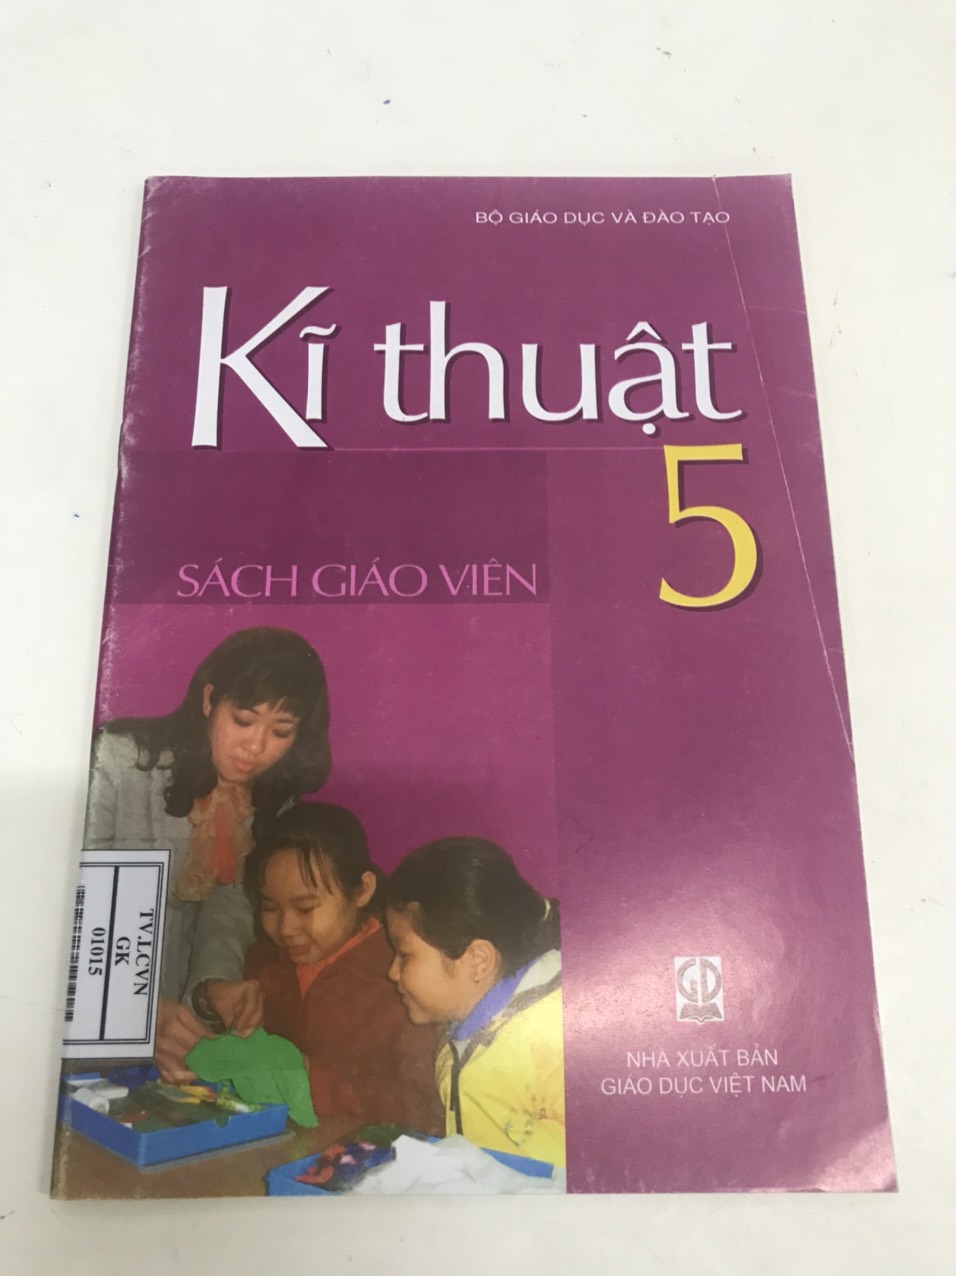 BỘ GIÁO DỤC VÀ ĐÀO TẠO
Kĩ thuật
5
SÁCH GIÁO VIÊN
TV.LCVN
GK
01015
GD
NHÀ XUẤT BẢN
GIÁO DỤC VIỆT NAM